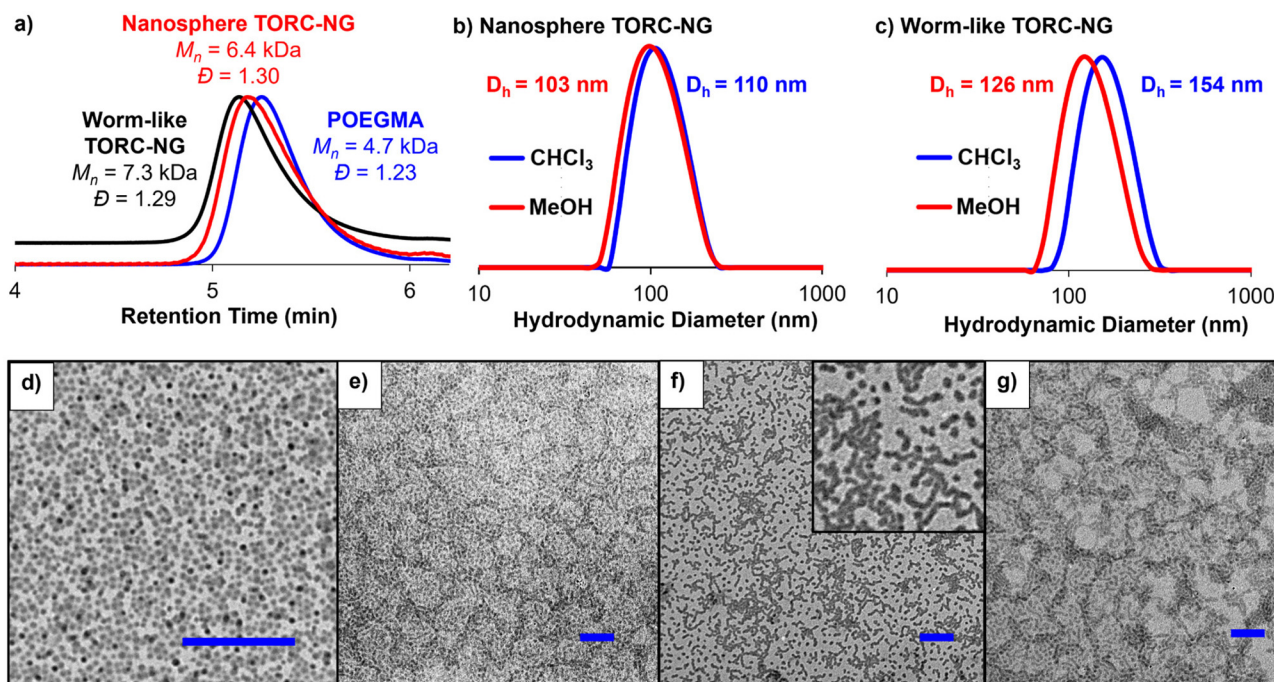 a)
Nanosphere TORC-NG
Mn = 6.4 kDa
Đ = 1.30
Worm-like
TORC-NG
Mn = 7.3 kDa
Đ = 1.29
POEGMA
Mn = 4.7 kDa
Đ = 1.23
4 5 6
Retention Time (min)
b) Nanosphere TORC-NG
Dh = 103 nm
Dh = 110 nm
CHCl3
MeOH
10 100 1000
Hydrodynamic Diameter (nm)
c) Worm-like TORC-NG
Dh = 126 nm
Dh = 154 nm
CHCl3
MeOH
10 100 1000
Hydrodynamic Diameter (nm)
d)
e)
f)
g)